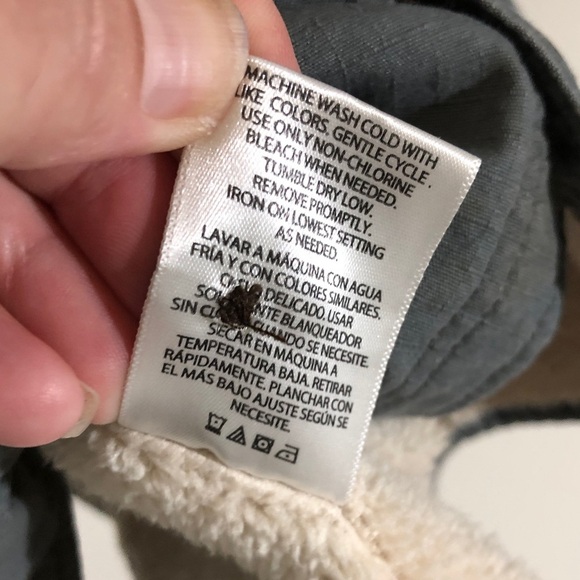 MACHINE WASH COLD WITH
LIKE COLORS. GENTLE CYCLE.
USE ONLY NON-CHLORINE
BLEACH WHEN NEEDED.
TUMBLE DRY LOW.
REMOVE PROMPTLY.
IRON ON LOWEST SETTING
AS NEEDED.
LAVAR A MÁQUINA CON AGUA
FRÍA Y CON COLORES SIMILARES.
DELICADO. USAR
BLANQUEADOR
SIN CUANDO SE NECESITE.
SECAR EN MÁQUINA A
TEMPERATURA BAJA. RETIRAR
RÁPIDAMENTE. PLANCHAR CON
EL MÁS BAJO AJUSTE SEGÚN SE
NECESITE.